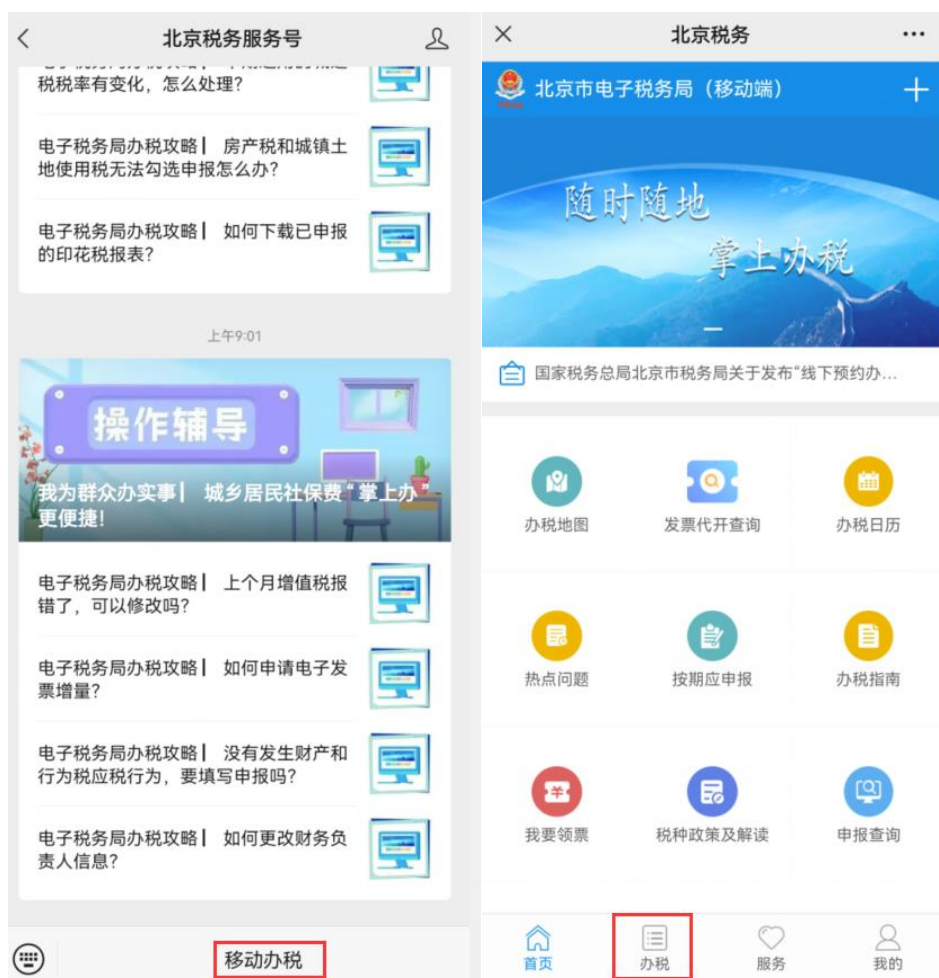 北京税务服务号
税税率有变化，怎么处理？
电子税务局办税攻略┃ 房产税和城镇土
地使用税无法勾选申报怎么办？
电子税务局办税攻略┃ 如何下载已申报
的印花税报表？
上午9:01
操作辅导
我为群众办实事┃ 城乡居民社保费“掌上办”
更便捷！
电子税务局办税攻略┃ 上个月增值税报
错了，可以修改吗？
电子税务局办税攻略┃ 如何申请电子发
票增量？
电子税务局办税攻略┃ 没有发生财产和
行为税应税行为，要填写申报吗？
电子税务局办税攻略┃ 如何更改财务负
责人信息？
移动办税
北京税务
北京市电子税务局（移动端）
随时随地
掌上办税
国家税务总局北京市税务局关于发布“线下预约办...
办税地图
发票代开查询
办税日历
热点问题
按期应申报
办税指南
我要领票
税种政策及解读
申报查询
首页
办税
服务
我的